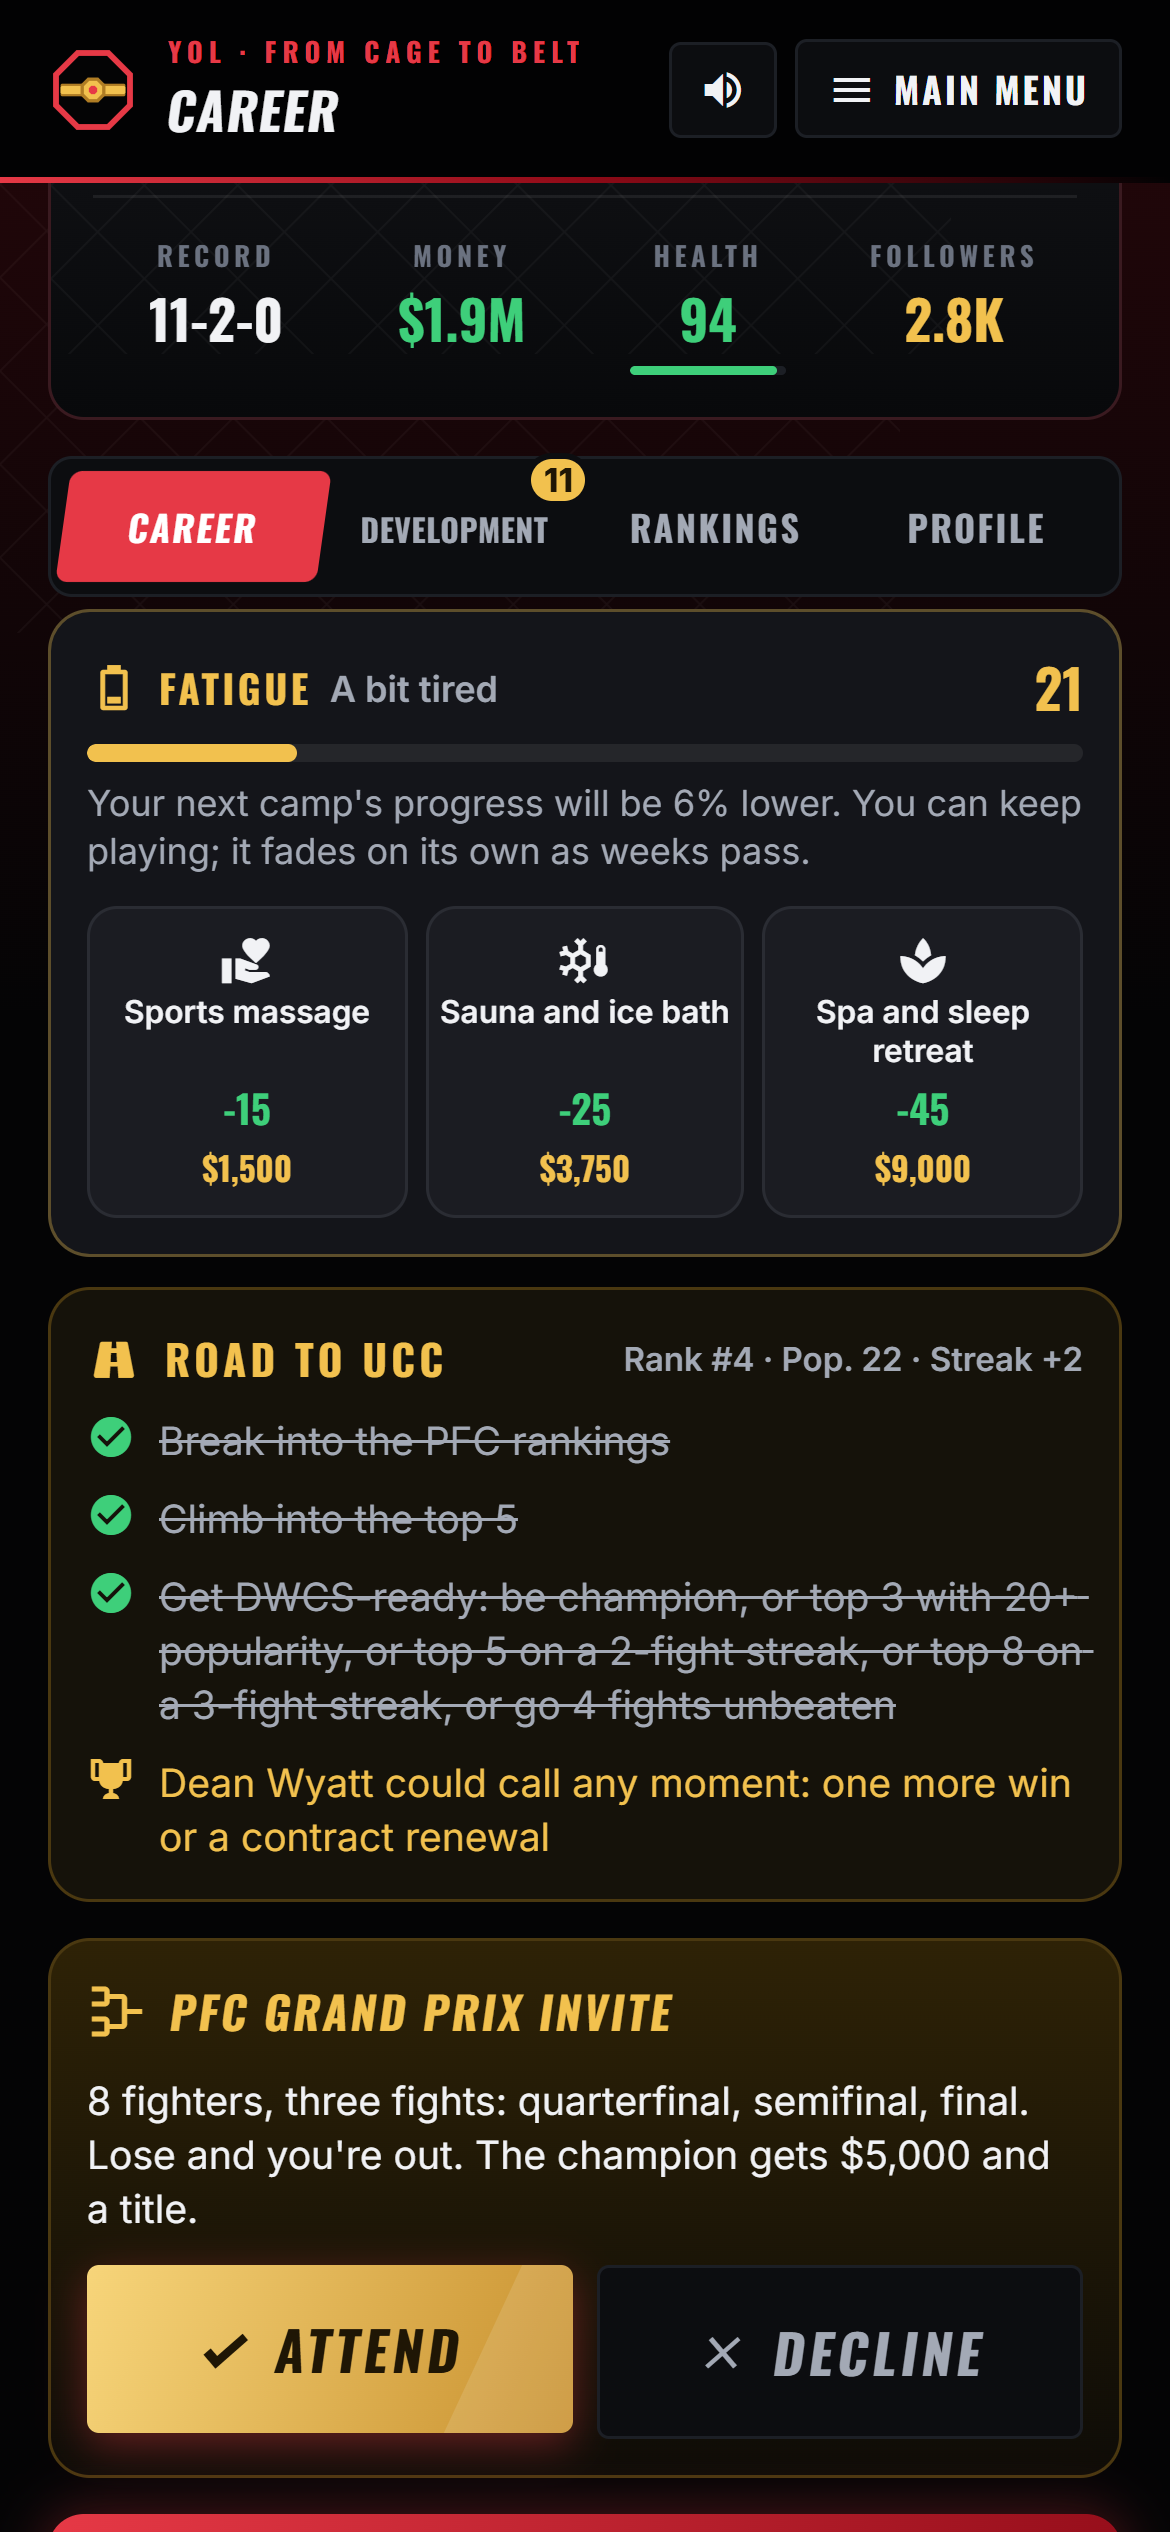 YOL · FROM CAGE TO BELT
CAREER
MAIN MENU
RECORD MONEY HEALTH FOLLOWERS
11-2-0 $1.9M 94 2.8K
11
CAREER DEVELOPMENT RANKINGS PROFILE
FATIGUE A bit tired 21
Your next camp's progress will be 6% lower. You can keep
playing; it fades on its own as weeks pass.
Sports massage
-15
$1,500
Sauna and ice bath
-25
$3,750
Spa and sleep
retreat
-45
$9,000
ROAD TO UCC Rank #4 · Pop. 22 · Streak +2
Break into the PFC rankings
Climb into the top 5
Get DWCS-ready: be champion, or top 3 with 20+
popularity, or top 5 on a 2-fight streak, or top 8 on
a 3-fight streak, or go 4 fights unbeaten
Dean Wyatt could call any moment: one more win
or a contract renewal
PFC GRAND PRIX INVITE
8 fighters, three fights: quarterfinal, semifinal, final.
Lose and you're out. The champion gets $5,000 and
a title.
ATTEND DECLINE